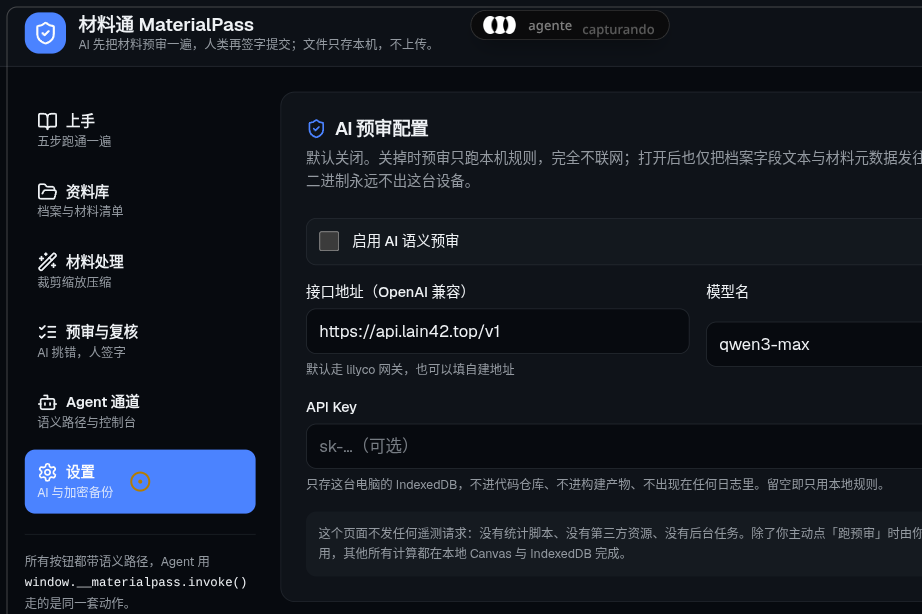 材料通 MaterialPass
AI 先把材料预审一遍，人类再签字提交；文件只存本机，不上传。
agente capturando
上手
五步跑通一遍
资料库
档案与材料清单
材料处理
裁剪缩放压缩
预审与复核
AI 挑错，人签字
Agent 通道
语义路径与控制台
设置
AI 与加密备份
所有按钮都带语义路径，Agent 用
window.__materialpass.invoke()
走的是同一套动作。
AI 预审配置
默认关闭。关掉时预审只跑本机规则，完全不联网；打开后也仅把档案字段文本与材料元数据发往
二进制永远不出这台设备。
启用 AI 语义预审
接口地址（OpenAI 兼容）
https://api.lain42.top/v1
默认走 lilyco 网关，也可以填自建地址
模型名
qwen3-max
API Key
sk-...（可选）
只存这台电脑的 IndexedDB，不进代码仓库、不进构建产物、不出现在任何日志里。留空即只用本地规则。
这个页面不发任何遥测请求：没有统计脚本、没有第三方资源、没有后台任务。除了你主动点「跑预审」时由你
用，其他所有计算都在本地 Canvas 与 IndexedDB 完成。